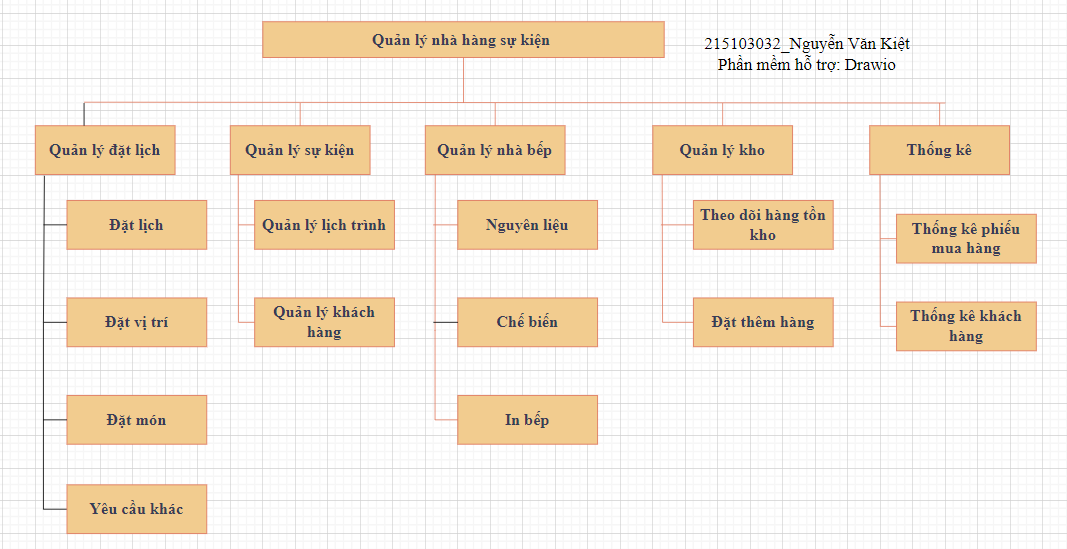 Quản lý nhà hàng sự kiện
215103032_Nguyễn Văn Kiệt
Phần mềm hỗ trợ: Drawio
Quản lý đặt lịch
Quản lý sự kiện
Quản lý nhà bếp
Quản lý kho
Thống kê
Đặt lịch
Quản lý lịch trình
Nguyên liệu
Theo dõi hàng tồn
kho
Thống kê phiếu
mua hàng
Đặt vị trí
Quản lý khách
hàng
Chế biến
Đặt thêm hàng
Thống kê khách
hàng
Đặt món
In bếp
Yêu cầu khác